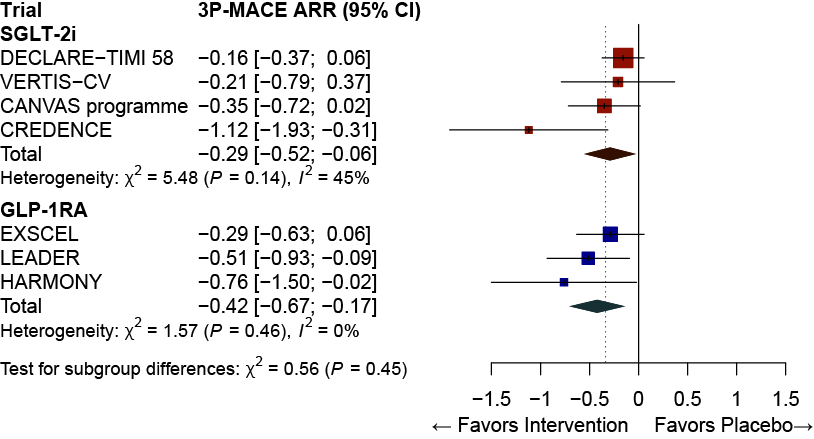 Trial 3P-MACE ARR (95% CI)
SGLT-2i
DECLARE−TIMI 58 −0.16 [−0.37; 0.06]
VERTIS−CV −0.21 [−0.79; 0.37]
CANVAS programme −0.35 [−0.72; 0.02]
CREDENCE −1.12 [−1.93; −0.31]
Total −0.29 [−0.52; −0.06]
Heterogeneity: χ² = 5.48 (P = 0.14), I² = 45%
GLP-1RA
EXSCEL −0.29 [−0.63; 0.06]
LEADER −0.51 [−0.93; −0.09]
HARMONY −0.76 [−1.50; −0.02]
Total −0.42 [−0.67; −0.17]
Heterogeneity: χ² = 1.57 (P = 0.46), I² = 0%
Test for subgroup differences: χ² = 0.56 (P = 0.45)
−1.5 −1 −0.5 0 0.5 1 1.5
← Favors Intervention Favors Placebo→